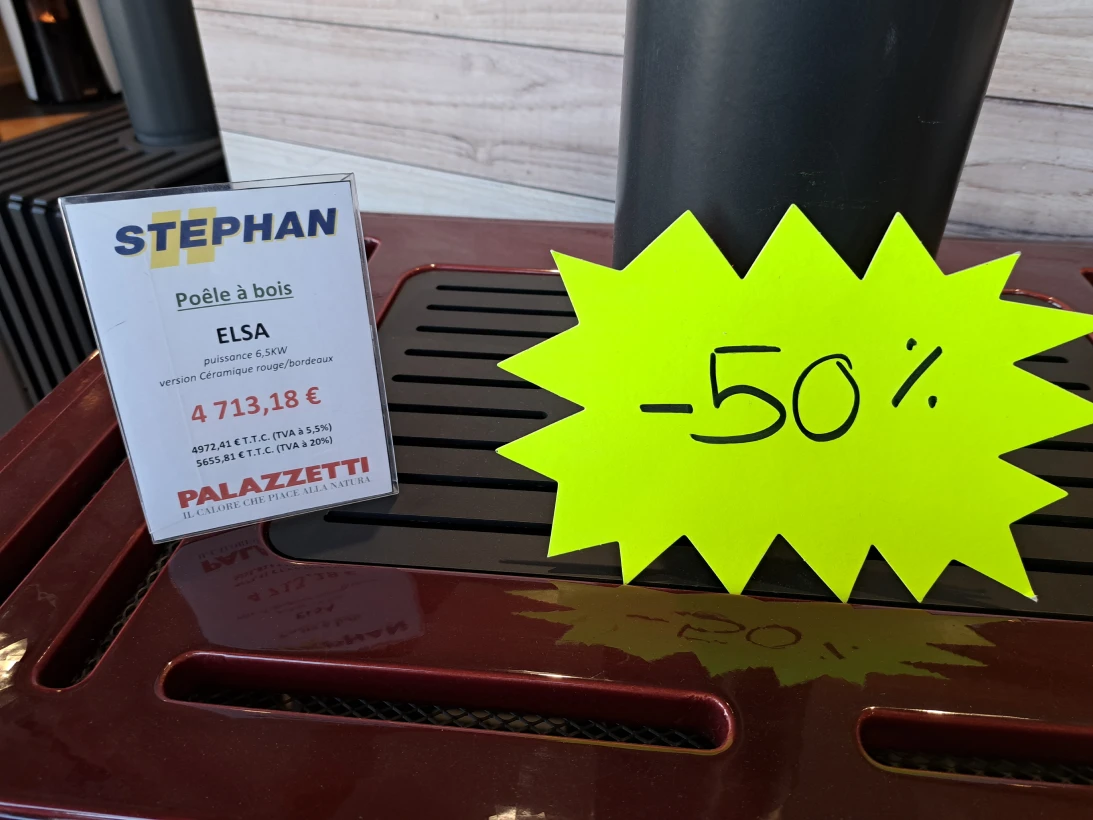 STEPHAN
Poêle à bois
ELSA
puissance 6,5KW
version Céramique rouge/bordeaux
4 713,18 €
4972,41 € T.T.C. (TVA à 5,5%)
5655,81 € T.T.C. (TVA à 20%)
PALAZZETTI
IL CALORE CHE PIACE ALLA NATURA
-50 %